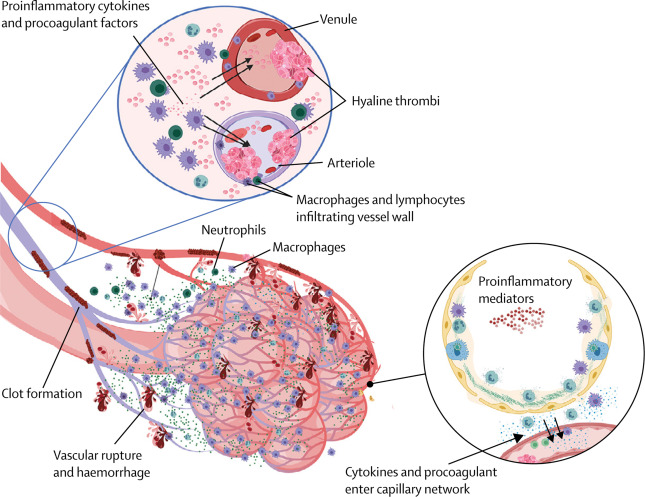 Proinflammatory cytokines
and procoagulant factors
Venule
Hyaline thrombi
Arteriole
Macrophages and lymphocytes
infiltrating vessel wall
Neutrophils
Macrophages
Proinflammatory
mediators
Clot formation
Vascular rupture
and haemorrhage
Cytokines and procoagulant
enter capillary network